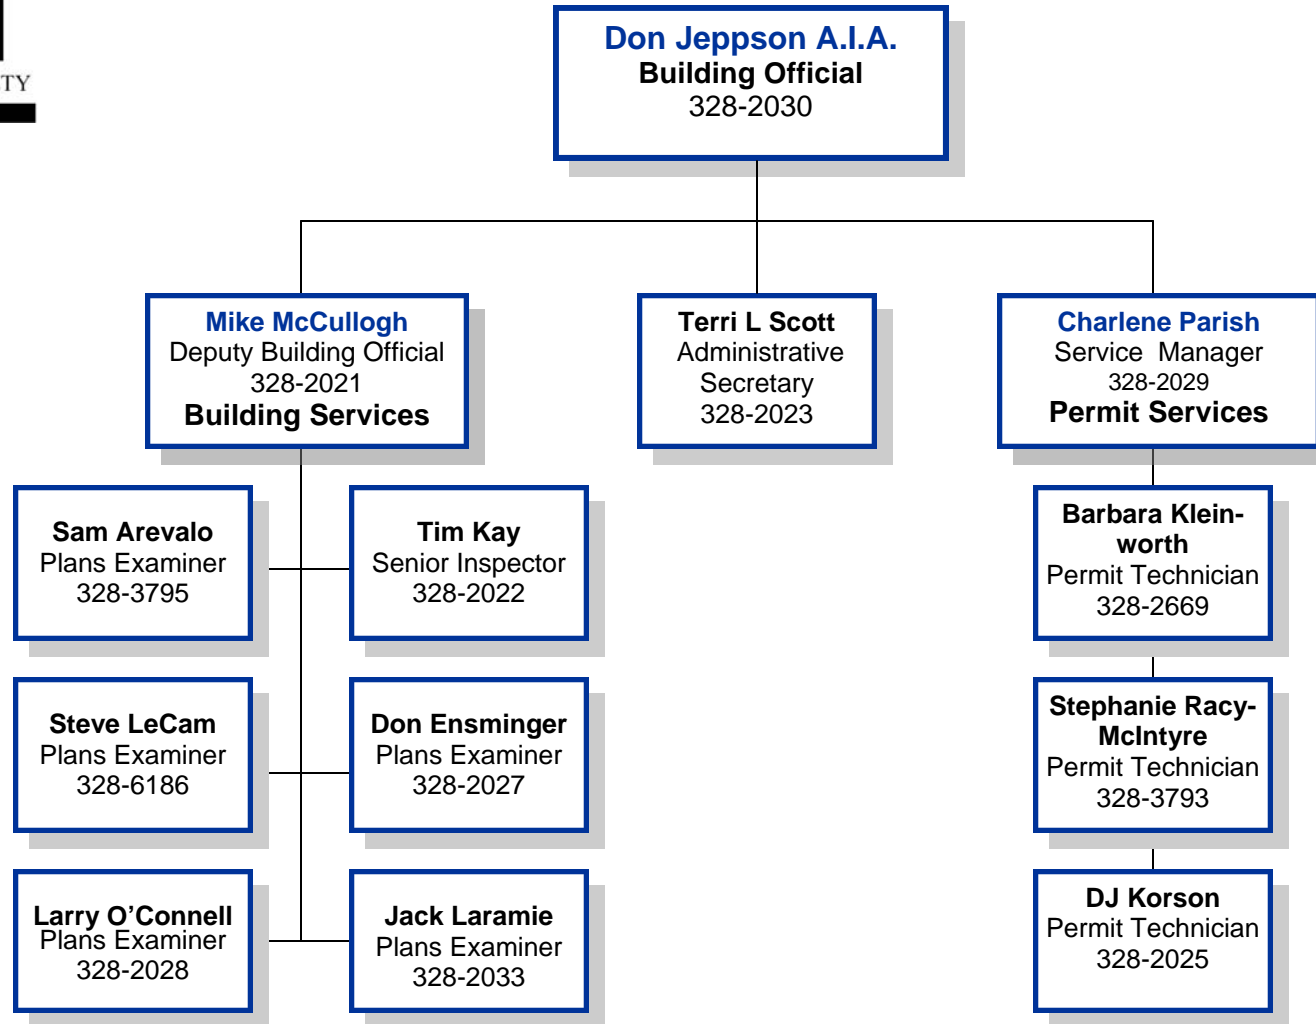 TY
Don Jeppson A.I.A.
Building Official
328-2030
Mike McCullogh
Deputy Building Official
328-2021
Building Services
Terri L Scott
Administrative
Secretary
328-2023
Charlene Parish
Service Manager
328-2029
Permit Services
Sam Arevalo
Plans Examiner
328-3795
Tim Kay
Senior Inspector
328-2022
Barbara Klein-
worth
Permit Technician
328-2669
Steve LeCam
Plans Examiner
328-6186
Don Ensminger
Plans Examiner
328-2027
Stephanie Racy-
McIntyre
Permit Technician
328-3793
Larry O’Connell
Plans Examiner
328-2028
Jack Laramie
Plans Examiner
328-2033
DJ Korson
Permit Technician
328-2025